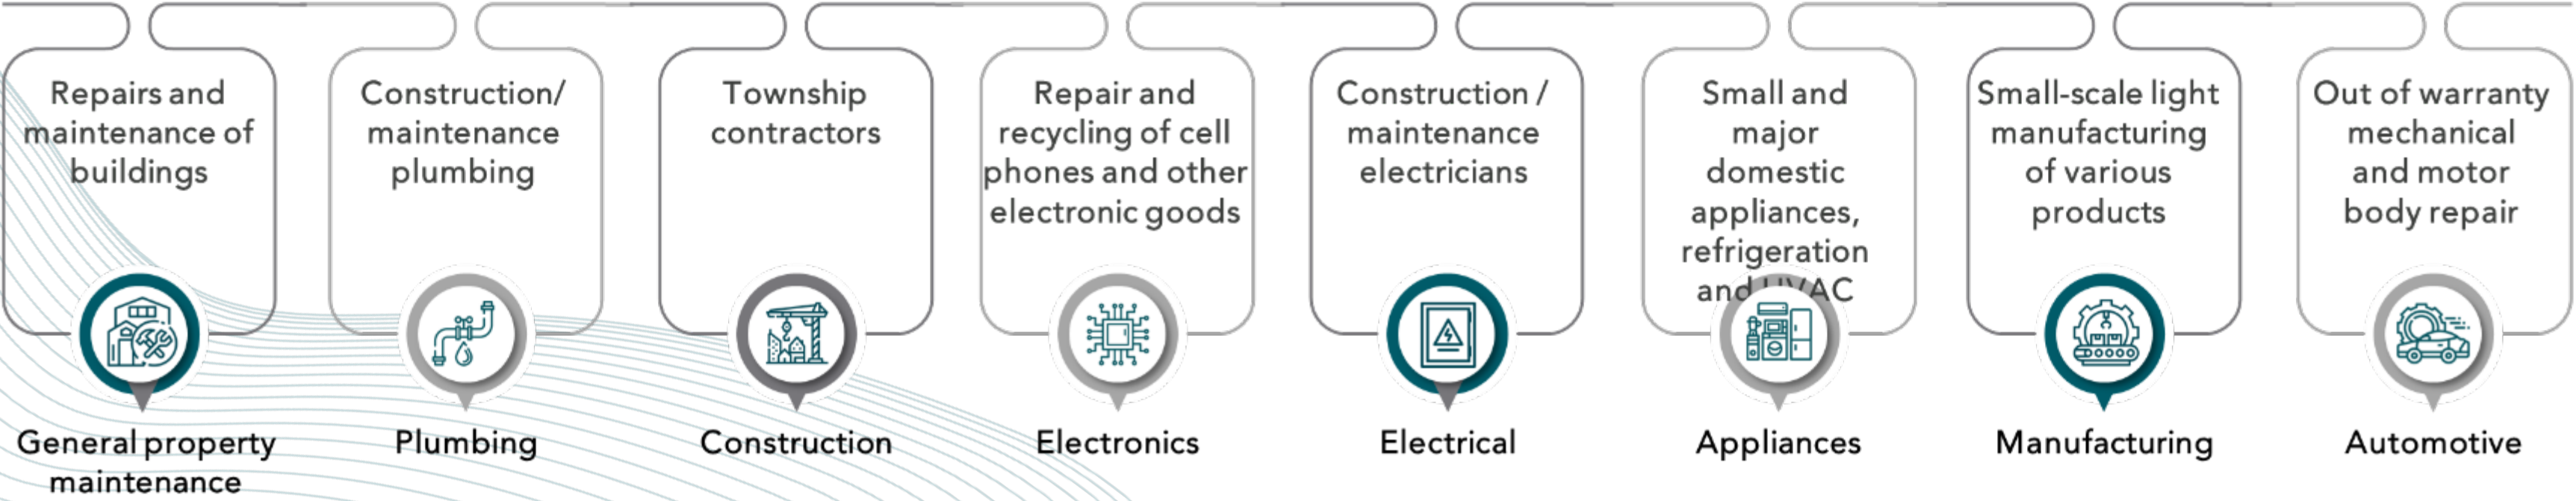 Repairs and
maintenance of
buildings
General property
maintenance
Construction/
maintenance
plumbing
Plumbing
Township
contractors
Construction
Repair and
recycling of cell
phones and other
electronic goods
Electronics
Construction /
maintenance
electricians
Electrical
Small and
major
domestic
appliances,
refrigeration
and HVAC
Appliances
Small-scale light
manufacturing
of various
products
Manufacturing
Out of warranty
mechanical
and motor
body repair
Automotive